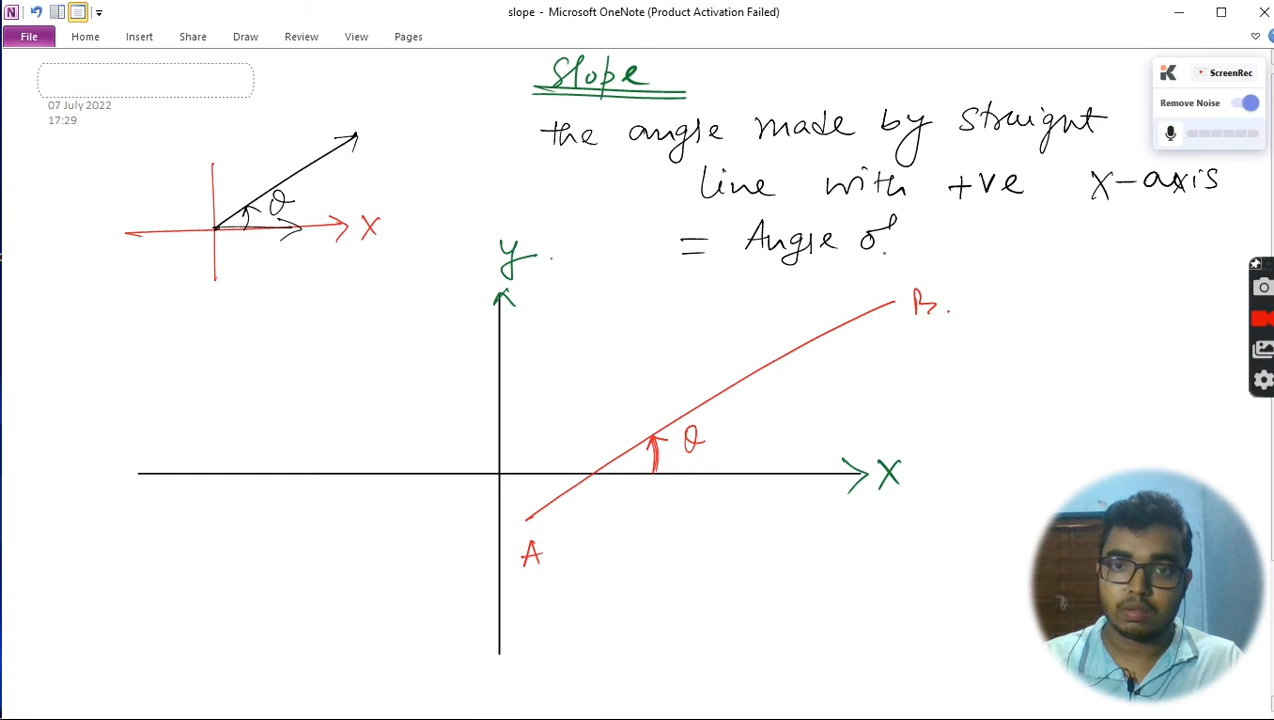 slope - Microsoft OneNote (Product Activation Failed)
File Home Insert Share Draw Review View Pages
ScreenRec
Remove Noise
07 July 2022
17:29
Slope
the angle made by straight
line with +ve X-axis
= Angle of
θ
X
Y
B
θ
X
A